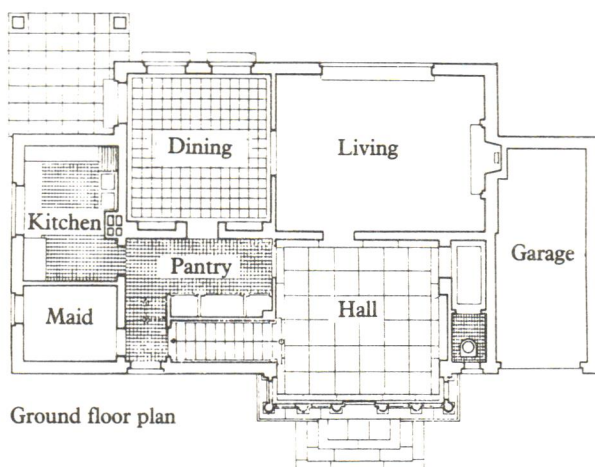 Dining
Living
Kitchen
Pantry
Garage
Maid
Hall
Ground floor plan